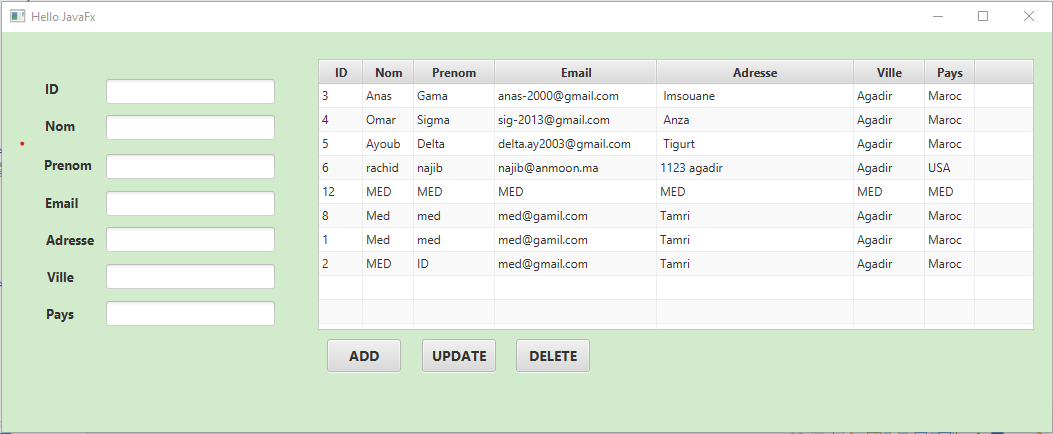 Hello JavaFx
ID
Nom
Prenom
Email
Adresse
Ville
Pays
ID Nom Prenom Email Adresse Ville Pays
3 Anas Gama anas-2000@gmail.com Imsouane Agadir Maroc
4 Omar Sigma sig-2013@gmail.com Anza Agadir Maroc
5 Ayoub Delta delta.ay2003@gmail.com Tigurt Agadir Maroc
6 rachid najib najib@anmoon.ma 1123 agadir Agadir USA
12 MED MED MED MED MED MED
8 Med med med@gamil.com Tamri Agadir Maroc
1 Med med med@gamil.com Tamri Agadir Maroc
2 MED ID med@gmail.com Tamri Agadir Maroc
ADD UPDATE DELETE